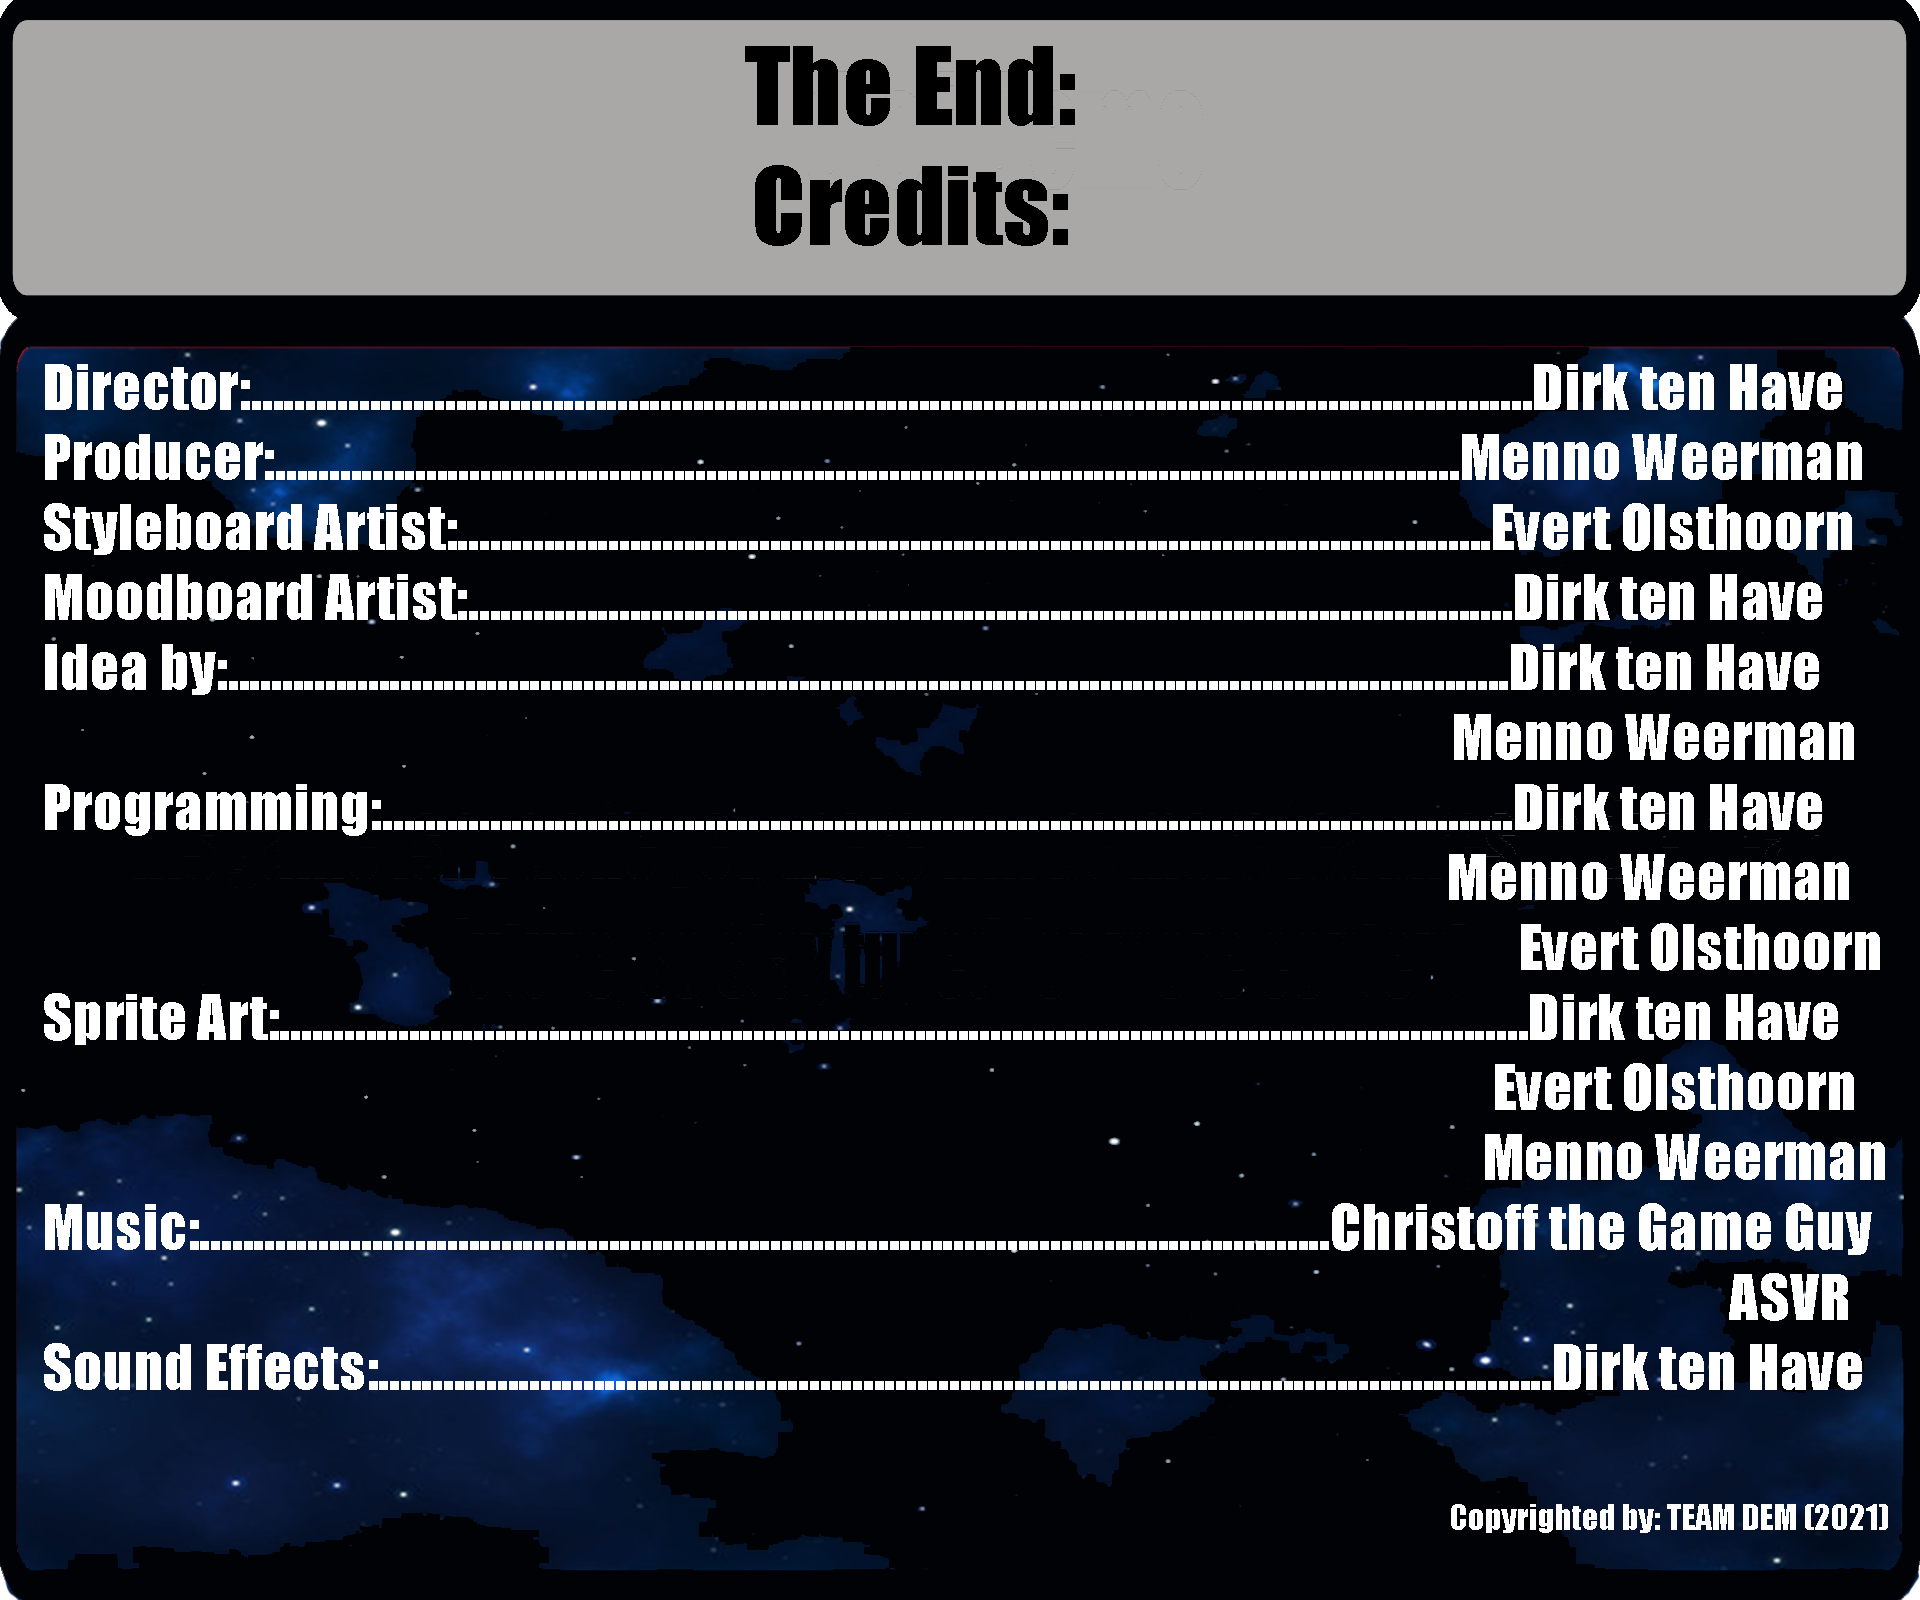 The End:
Credits:
Director:..........................................................................................................................Dirk ten Have
Producer:................................................................................................................Menno Weerman
Styleboard Artist:..................................................................................................Evert Olsthoorn
Moodboard Artist:...................................................................................................Dirk ten Have
Idea by:..........................................................................................................................Dirk ten Have
Menno Weerman
Programming:...........................................................................................................Dirk ten Have
Menno Weerman
Evert Olsthoorn
Sprite Art:......................................................................................................................Dirk ten Have
Evert Olsthoorn
Menno Weerman
Music:...........................................................................................................Christoff the Game Guy
ASVR
Sound Effects:................................................................................................................Dirk ten Have
Copyrighted by: TEAM DEM (2021)